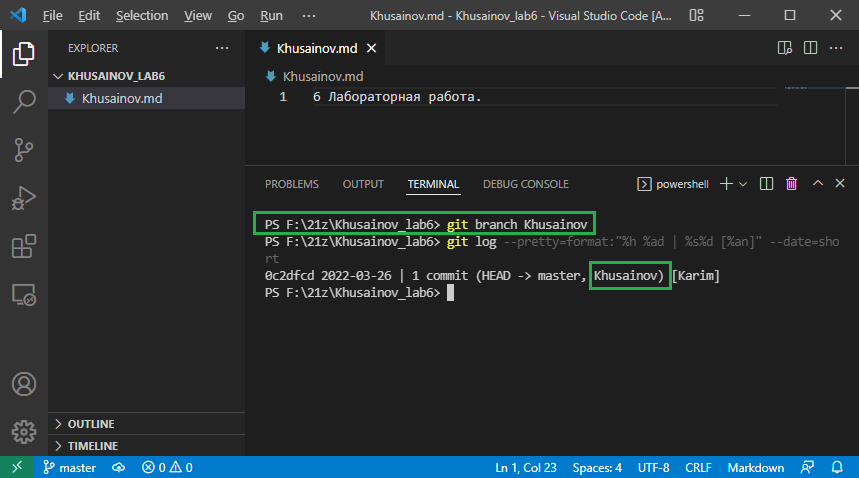 File Edit Selection View Go Run ··· Khusainov.md - Khusainov_lab6 - Visual Studio Code [A...
EXPLORER ···
KHUSAINOV_LAB6
Khusainov.md
OUTLINE
TIMELINE
Khusainov.md
Khusainov.md
1 6 Лабораторная работа.
PROBLEMS OUTPUT TERMINAL DEBUG CONSOLE powershell
PS F:\21z\Khusainov_lab6> git branch Khusainov
PS F:\21z\Khusainov_lab6> git log --pretty=format:"%h %ad | %s%d [%an]" --date=sho
rt
0c2dfcd 2022-03-26 | 1 commit (HEAD -> master, Khusainov) [Karim]
PS F:\21z\Khusainov_lab6>
master 0 0 Ln 1, Col 23 Spaces: 4 UTF-8 CRLF Markdown